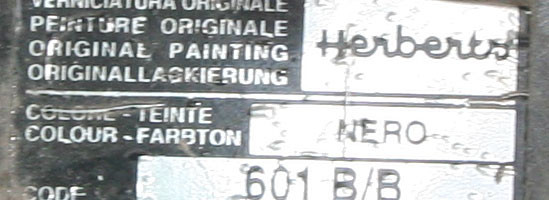 VERNICIATURA ORIGINALE
PEINTURE ORIGINALE
ORIGINAL PAINTING
ORIGINALLACKIERUNG
Herberts
COLORE - TEINTE
COLOUR - FARBTON
NERO
CODE
601 B/B